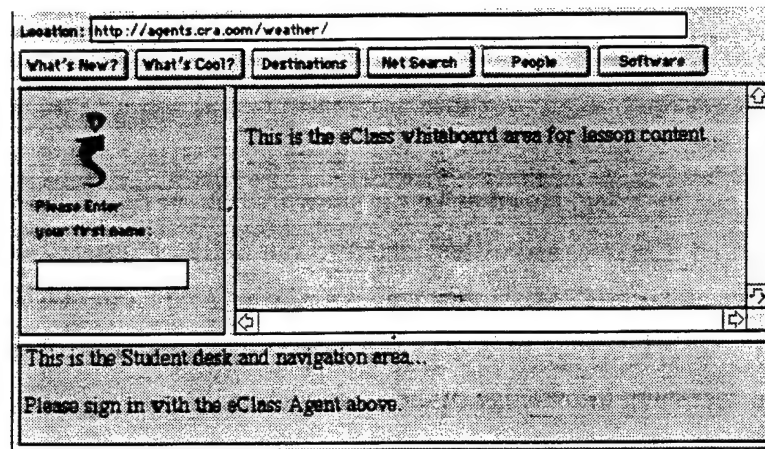 Location: http://agents.cra.com/weather/
What's New? What's Cool? Destinations Net Search People Software
This is the eClass whiteboard area for lesson content...
Please Enter
your first name:
This is the Student desk and navigation area...
Please sign in with the eClass Agent above.